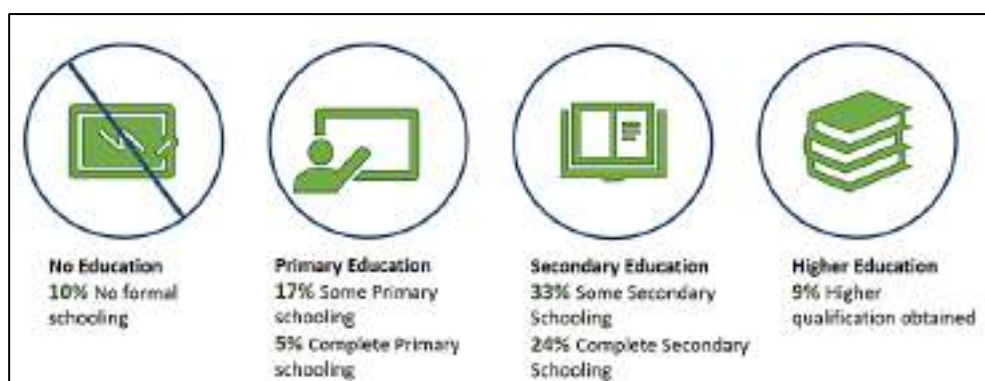 No Education
10% No formal
schooling
Primary Education
17% Some Primary
schooling
5% Complete Primary
schooling
Secondary Education
33% Some Secondary
Schooling
24% Complete Secondary
Schooling
Higher Education
9% Higher
qualification obtained